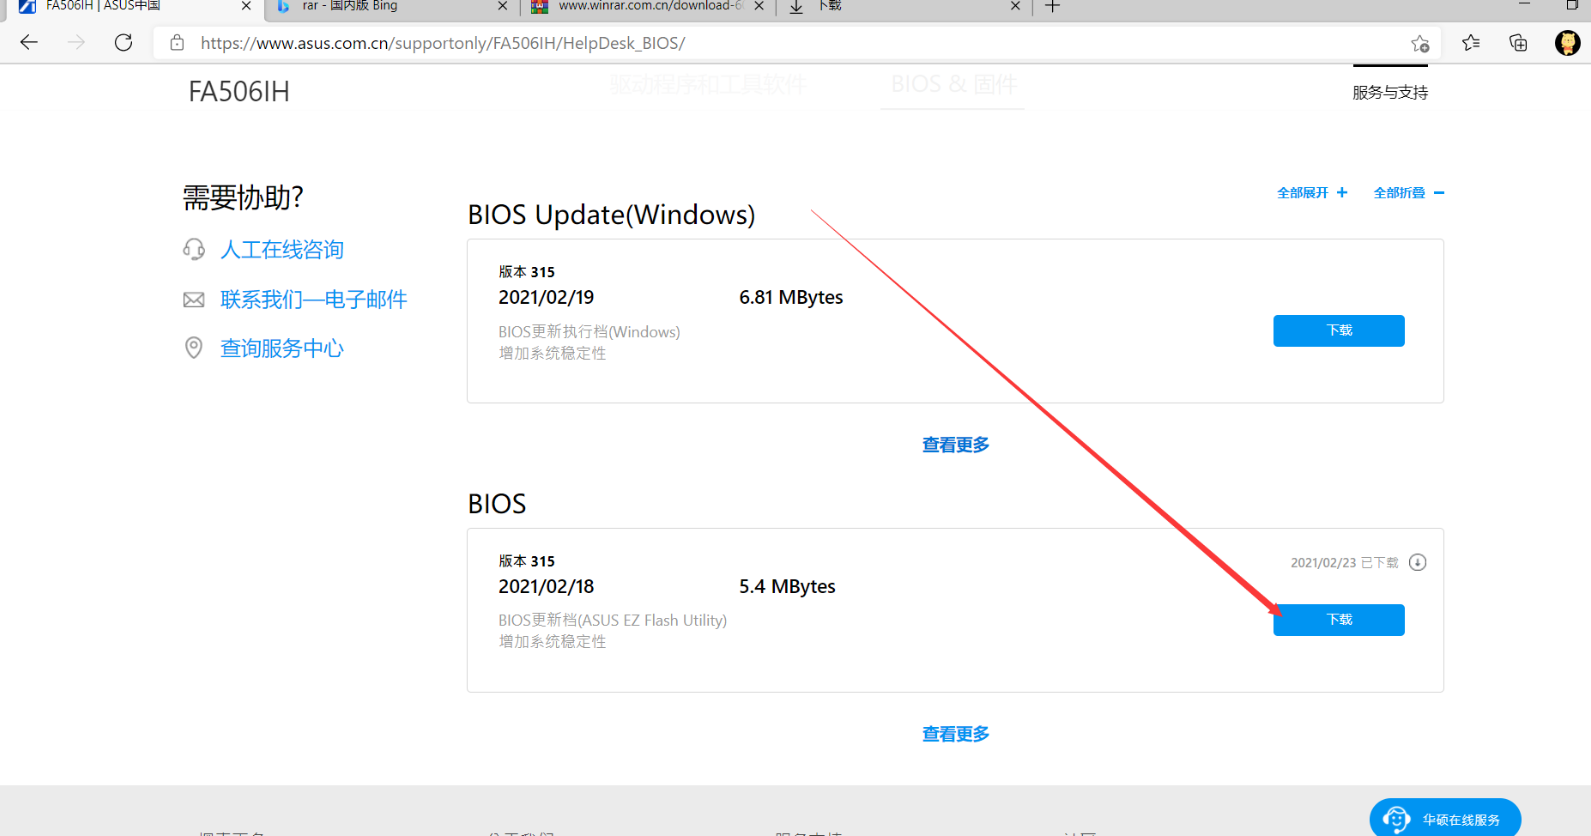 FA506IH | ASUS中国
rar - 国内版 Bing
www.winrar.com.cn/download-60
下载
https://www.asus.com.cn/supportonly/FA506IH/HelpDesk_BIOS/
FA506IH
驱动程序和工具软件
BIOS & 固件
服务与支持
需要协助?
人工在线咨询
联系我们—电子邮件
查询服务中心
全部展开 +
全部折叠 −
BIOS Update(Windows)
版本 315
2021/02/19
6.81 MBytes
BIOS更新执行档(Windows)
增加系统稳定性
下载
查看更多
BIOS
版本 315
2021/02/23 已下载
2021/02/18
5.4 MBytes
BIOS更新档(ASUS EZ Flash Utility)
增加系统稳定性
下载
查看更多
华硕在线服务